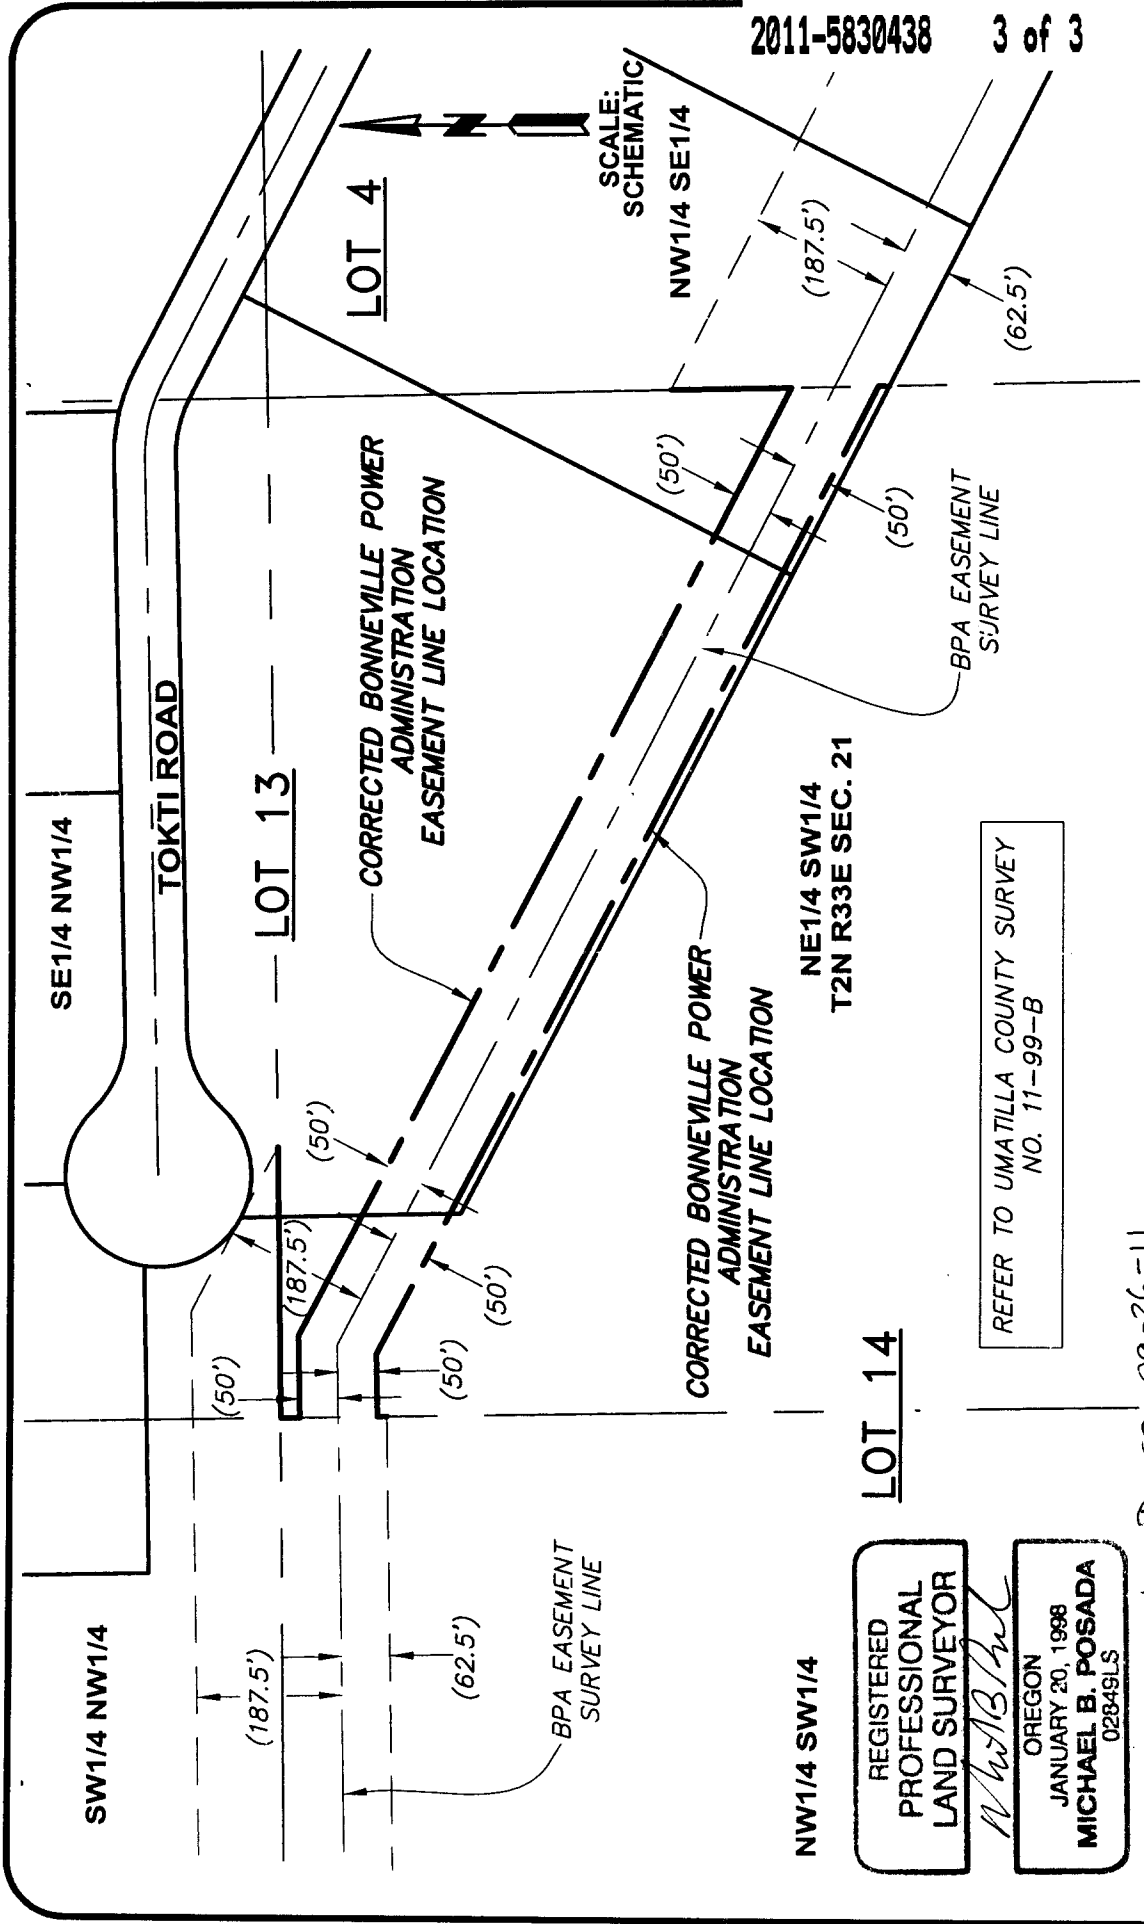 2011-5830438 3 of 3
SW1/4 NW1/4
SE1/4 NW1/4
TOKTI ROAD
LOT 13
LOT 4
SCALE:
SCHEMATIC
NW1/4 SE1/4
CORRECTED BONNEVILLE POWER
ADMINISTRATION
EASEMENT LINE LOCATION
(187.5')
(62.5')
BPA EASEMENT
SURVEY LINE
(50')
(50')
(187.5')
(50')
(50')
(50')
(50')
(187.5')
(62.5')
BPA EASEMENT
SURVEY LINE
CORRECTED BONNEVILLE POWER
ADMINISTRATION
EASEMENT LINE LOCATION
NE1/4 SW1/4
T2N R33E SEC. 21
NW1/4 SW1/4
LOT 14
REFER TO UMATILLA COUNTY SURVEY
NO. 11-99-B
REGISTERED
PROFESSIONAL
LAND SURVEYOR
OREGON
JANUARY 20, 1998
MICHAEL B. POSADA
02849LS